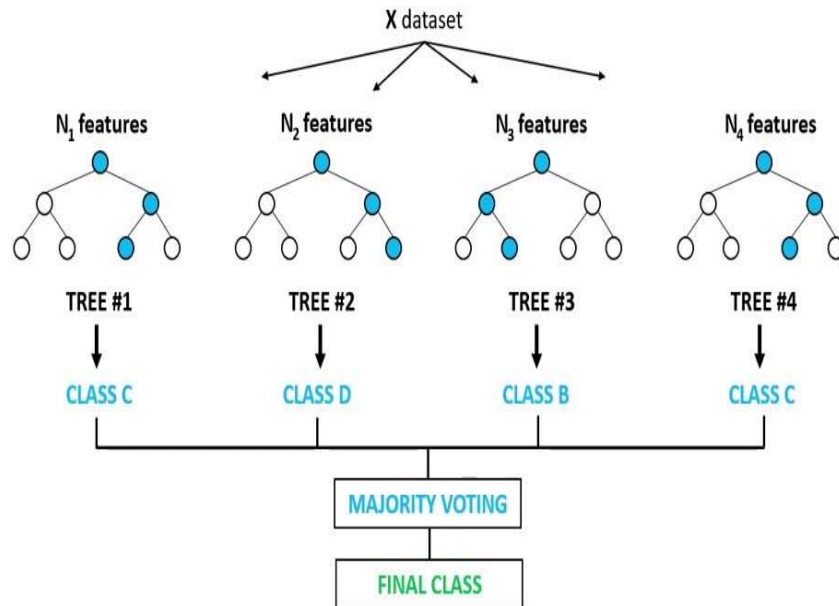 X dataset
N₁ features N₂ features N₃ features N₄ features
TREE #1 TREE #2 TREE #3 TREE #4
CLASS C CLASS D CLASS B CLASS C
MAJORITY VOTING
FINAL CLASS